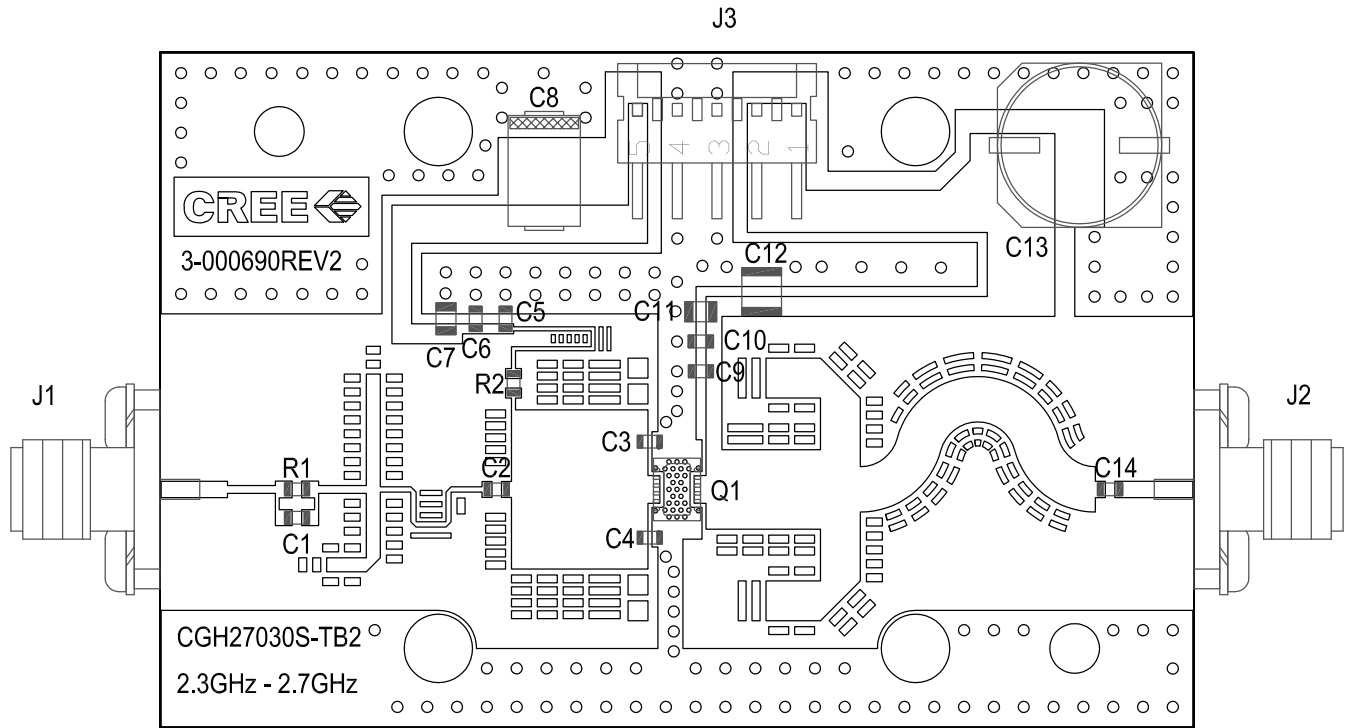 J3
C8
5 4 3 2 1
CREE
3-000690REV2
C13
C12
C11
C5
C6
C7
C10
C9
R2
J1
J2
C3
R1
C2
Q1
C14
C1
C4
CGH27030S-TB2
2.3GHz - 2.7GHz